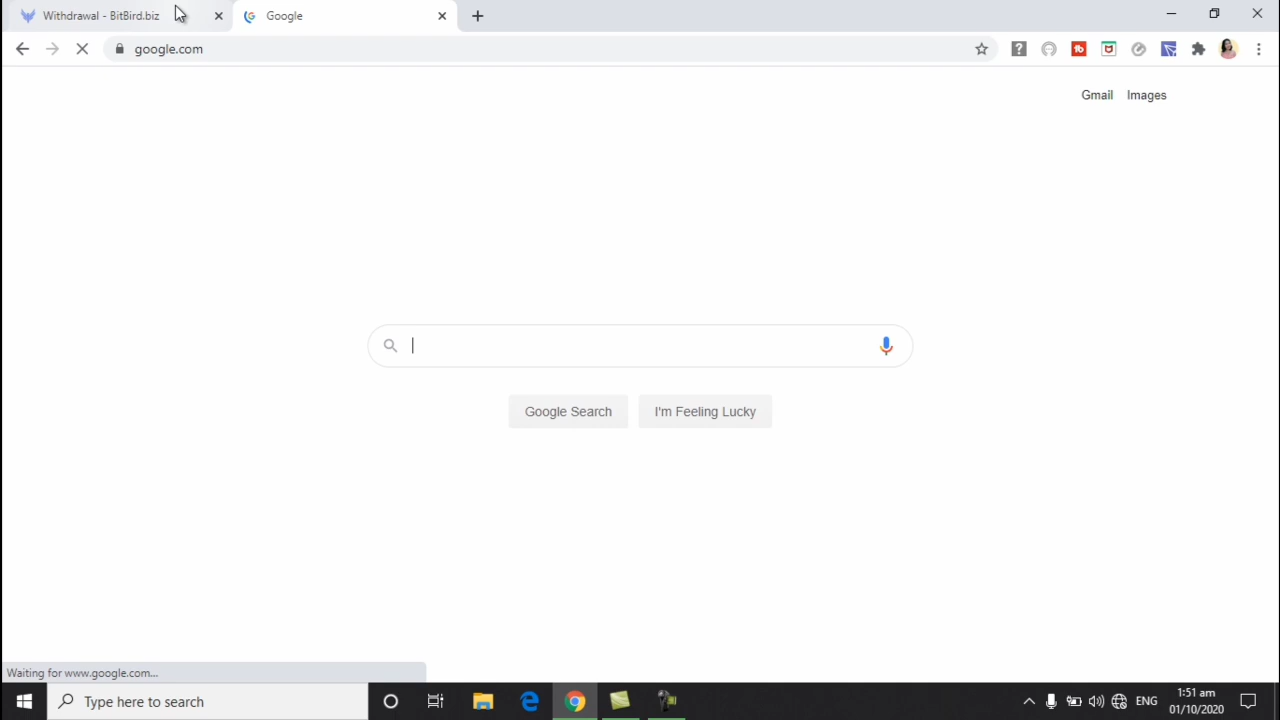 Withdrawal - BitBird.biz
Google
google.com
Gmail Images
Google Search I'm Feeling Lucky
Waiting for www.google.com...
Type here to search
ENG
1:51 am
01/10/2020